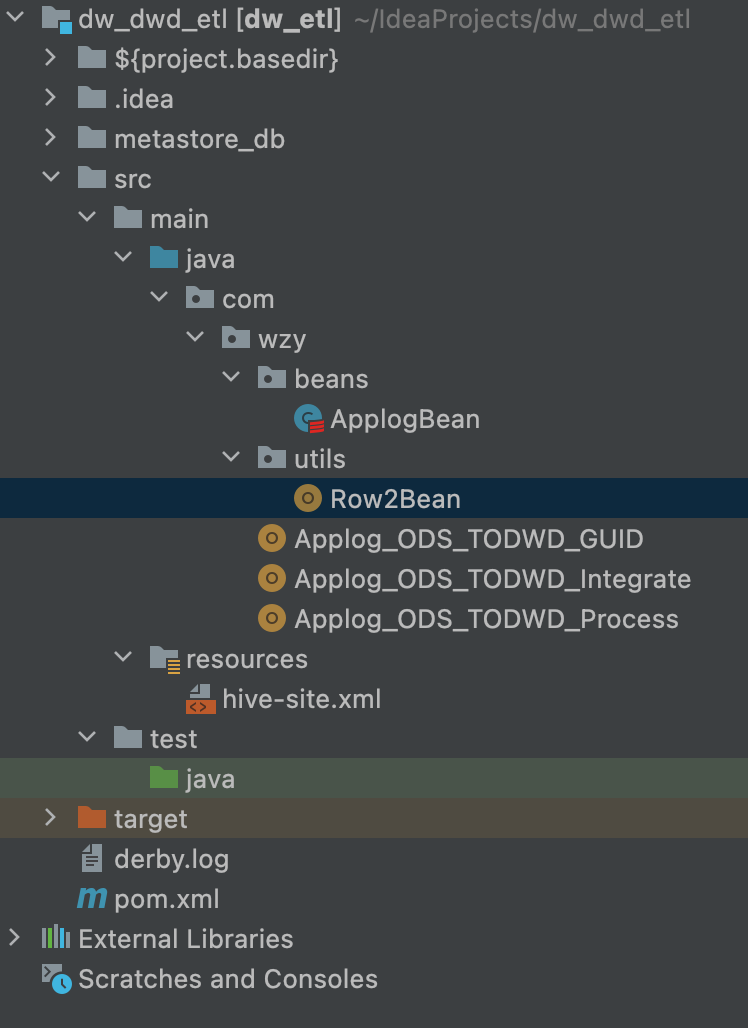 dw_dwd_etl [dw_etl] ~/IdeaProjects/dw_dwd_etl
${project.basedir}
.idea
metastore_db
src
main
java
com
wzy
beans
ApplogBean
utils
Row2Bean
Applog_ODS_TODWD_GUID
Applog_ODS_TODWD_Integrate
Applog_ODS_TODWD_Process
resources
hive-site.xml
test
java
target
derby.log
pom.xml
External Libraries
Scratches and Consoles